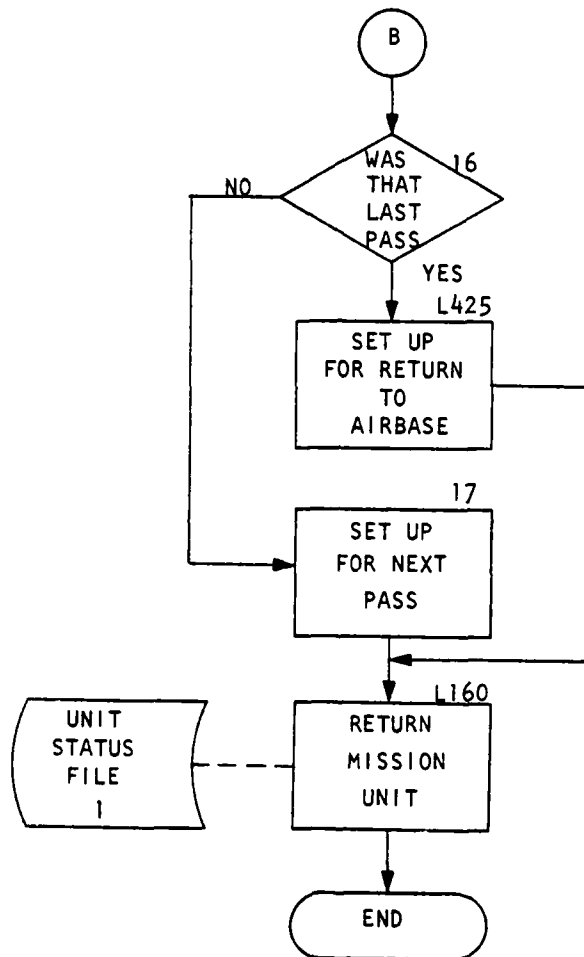 B
16
WAS
THAT
LAST
PASS
NO
YES
L425
SET UP
FOR RETURN
TO
AIRBASE
17
SET UP
FOR NEXT
PASS
L160
UNIT
STATUS
FILE
1
RETURN
MISSION
UNIT
END